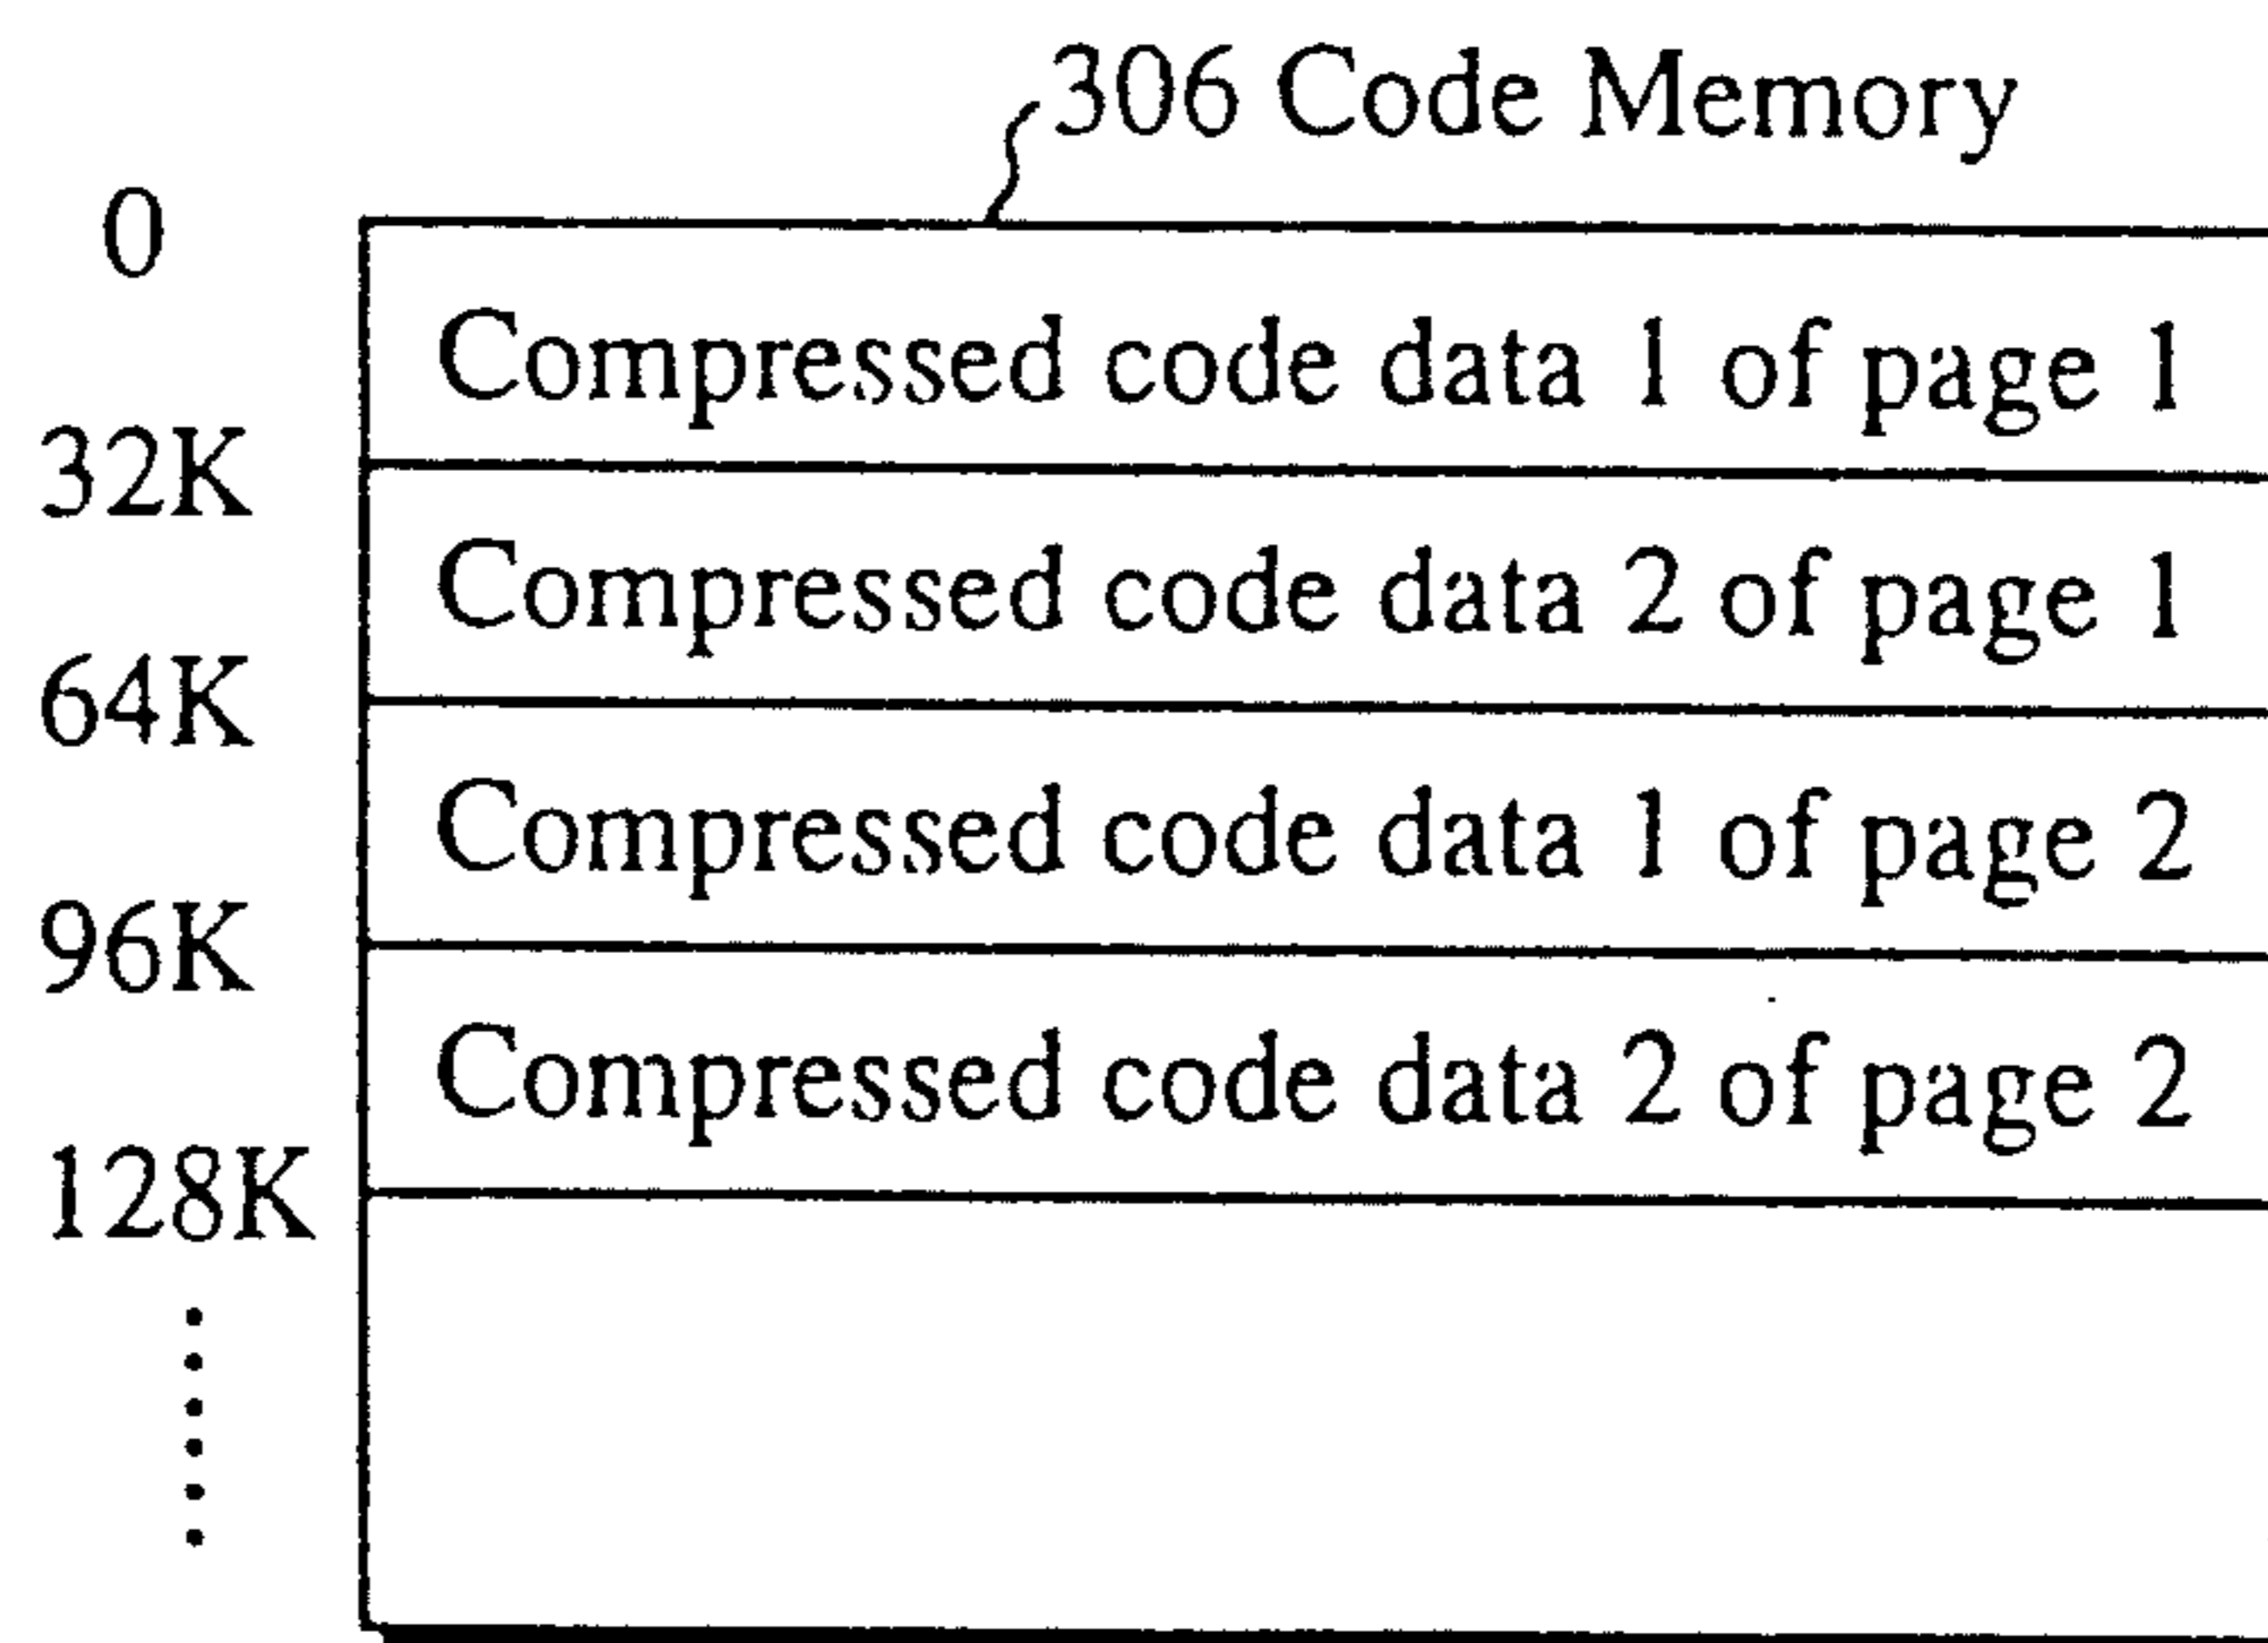 306 Code Memory
0
Compressed code data 1 of page 1
32K
Compressed code data 2 of page 1
64K
Compressed code data 1 of page 2
96K
Compressed code data 2 of page 2
128K